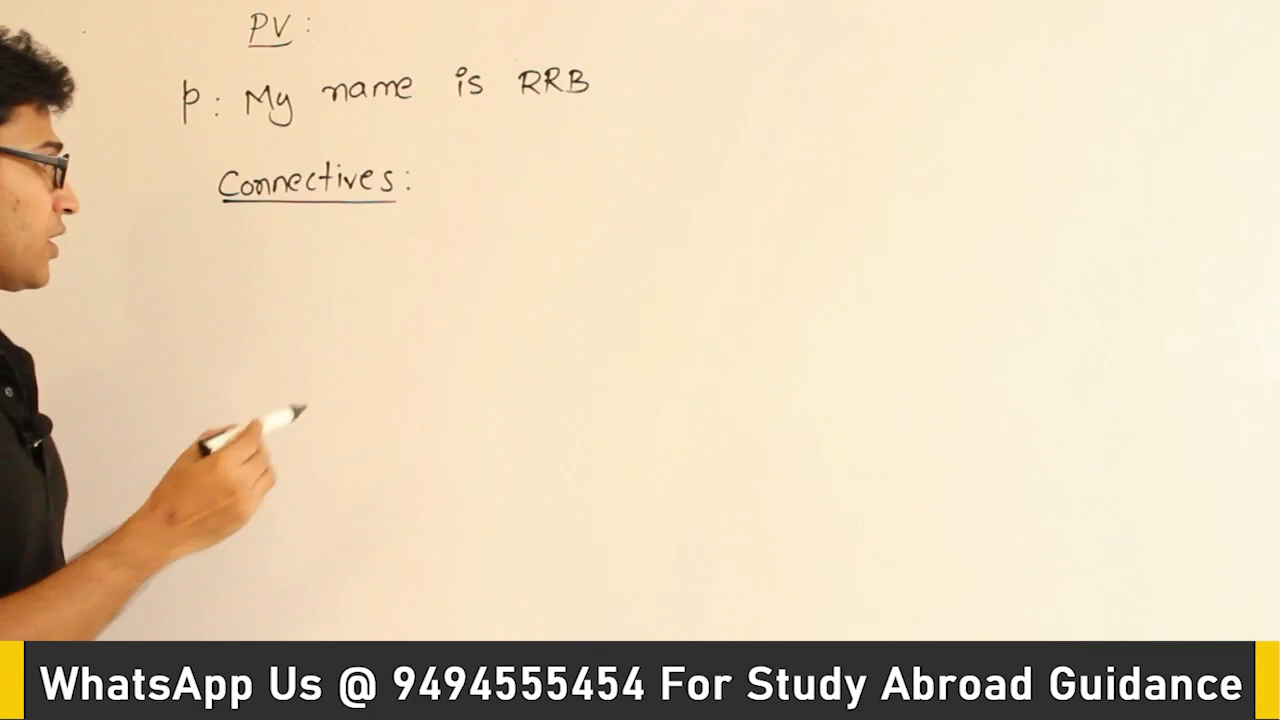 PV:
p: My name is RRB
Connectives:
WhatsApp Us @ 9494555454 For Study Abroad Guidance